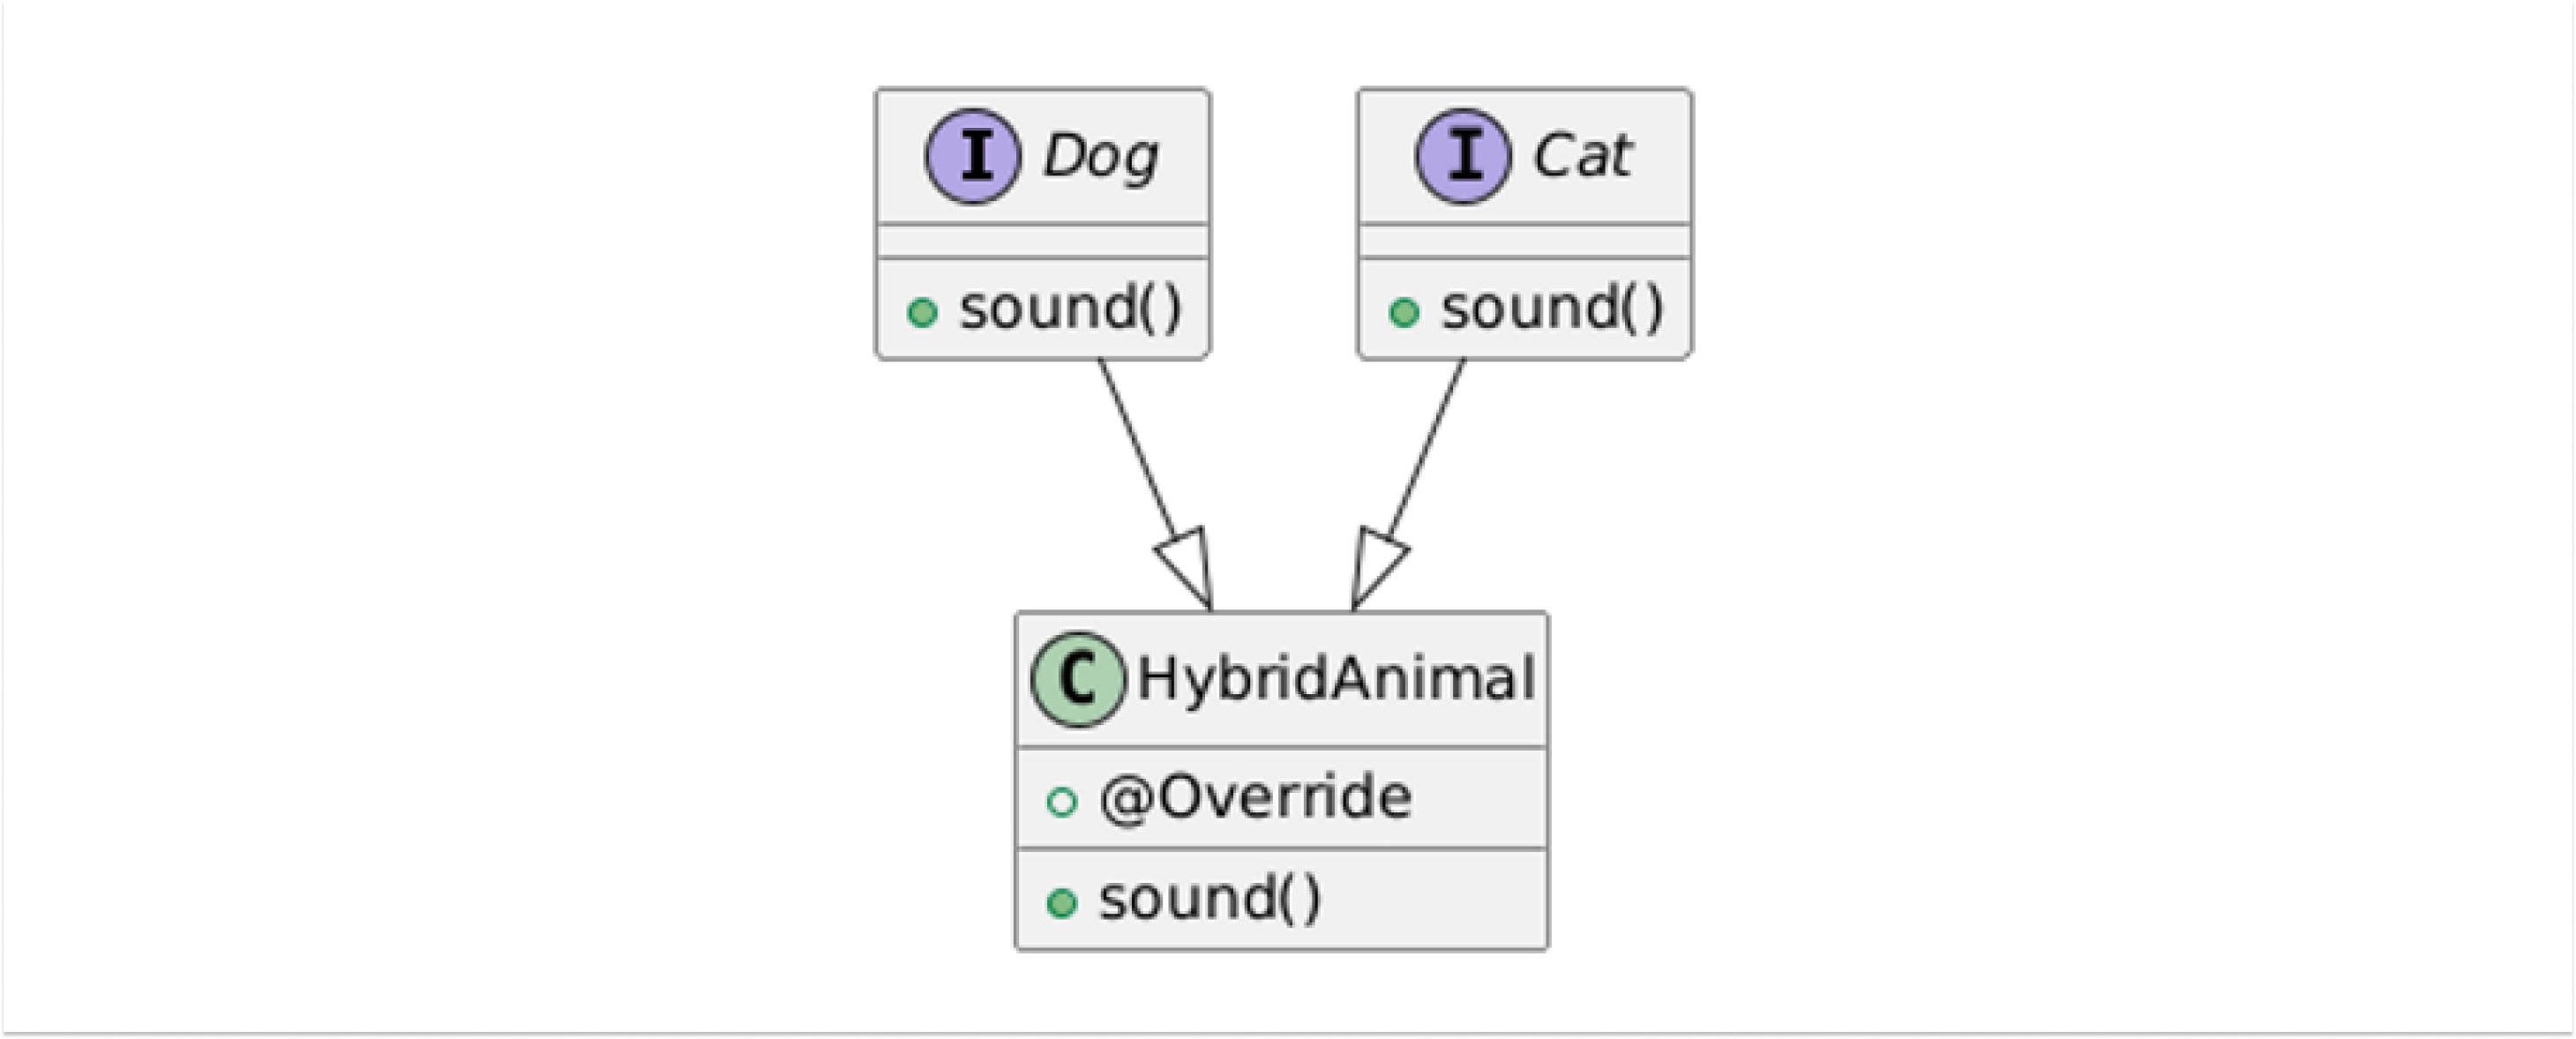 I Dog
I Cat
sound()
sound()
C HybridAnimal
@Override
sound()